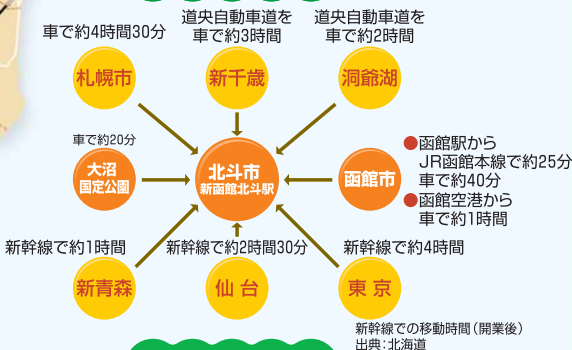 車で約4時間30分
道央自動車道を
車で約3時間
道央自動車道を
車で約2時間
札幌市
新千歳
洞爺湖
車で約20分
大沼
国定公園
北斗市
新函館北斗駅
函館市
●函館駅から
JR函館本線で約25分
車で約40分
●函館空港から
車で約1時間
新幹線で約1時間
新幹線で約2時間30分
新幹線で約4時間
新青森
仙台
東京
新幹線での移動時間(開業後)
出典:北海道